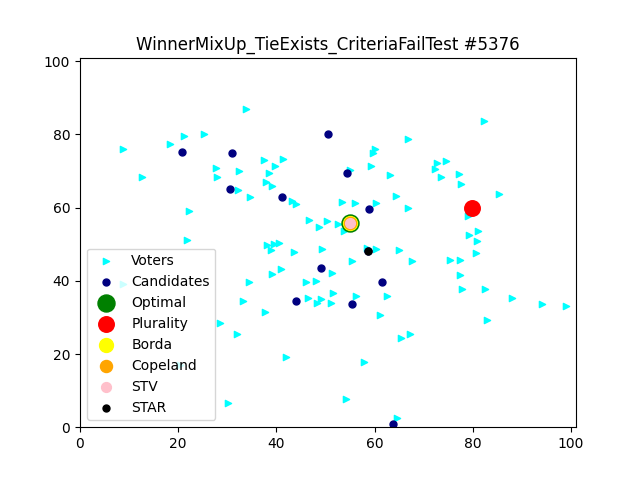 WinnerMixUp_TieExists_CriteriaFailTest #5376
100
80
60
40
20
0
Voters
Candidates
Optimal
Plurality
Borda
Copeland
STV
STAR
0 20 40 60 80 100